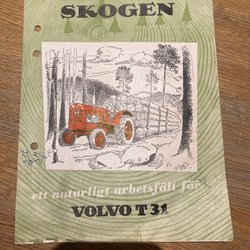 SKOGEN
ett naturligt arbetsfält för
VOLVO T 31